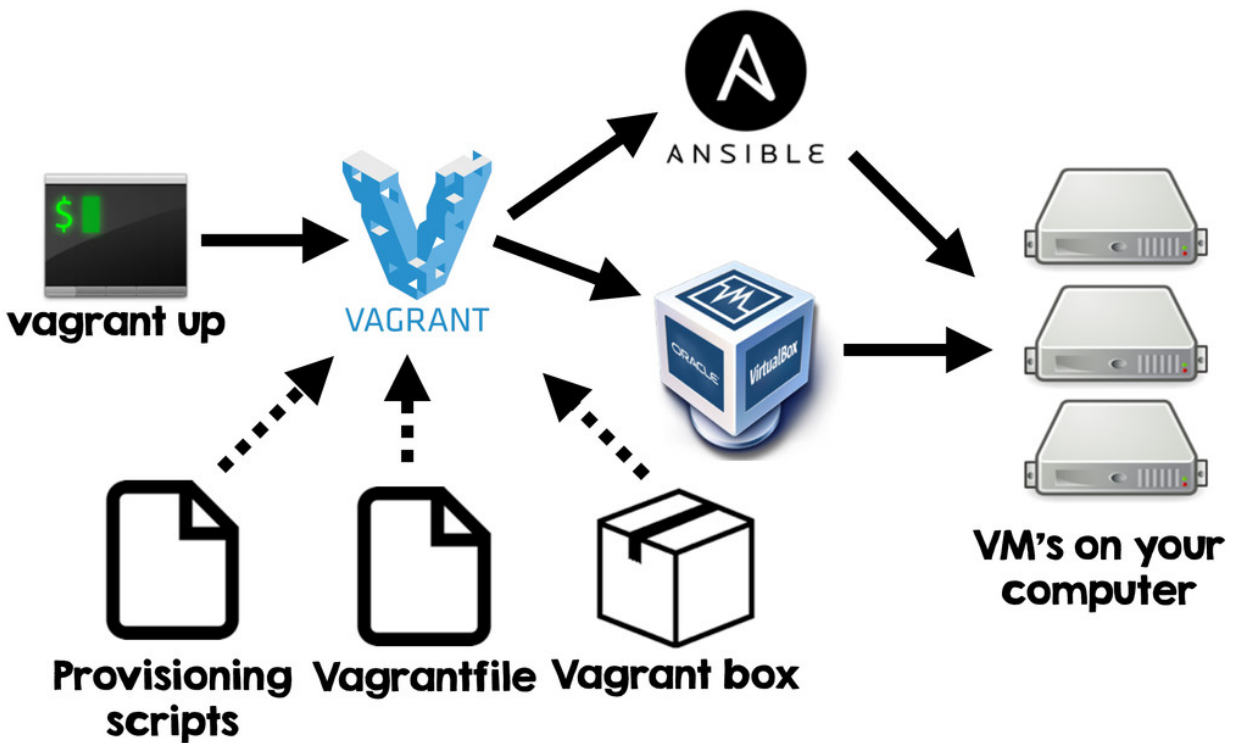 ANSIBLE
$
vagrant up
VAGRANT
ORACLE
VirtualBox
VM's on your
computer
Provisioning
scripts
Vagrantfile
Vagrant box